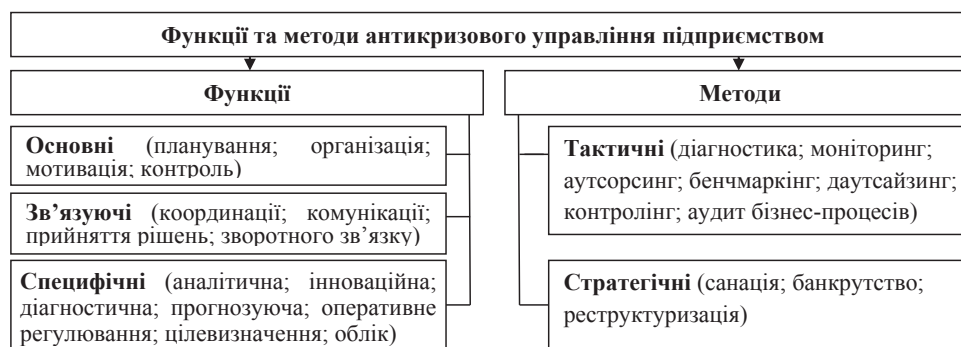 Функції та методи антикризового управління підприємством
Функції
Основні (планування; організація;
мотивація; контроль)
Зв’язуючі (координації; комунікації;
прийняття рішень; зворотного зв’язку)
Специфічні (аналітична; інноваційна;
діагностична; прогнозуюча; оперативне
регулювання; цілевизначення; облік)
Методи
Тактичні (діагностика; моніторинг;
аутсорсинг; бенчмаркінг; даутсайзинг;
контролінг; аудит бізнес-процесів)
Стратегічні (санація; банкрутство;
реструктуризація)